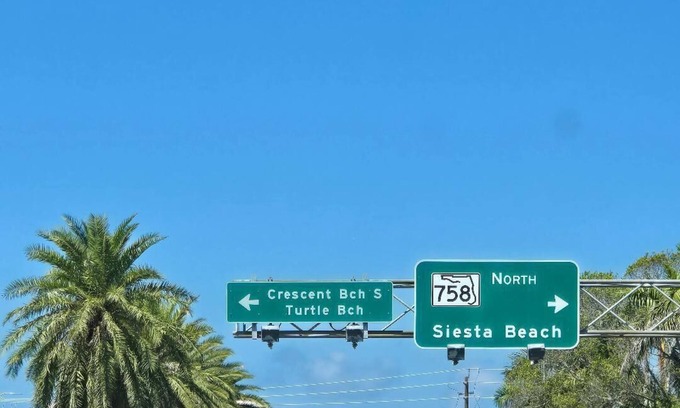 Crescent Bch S
Turtle Bch
758
NORTH
Siesta Beach